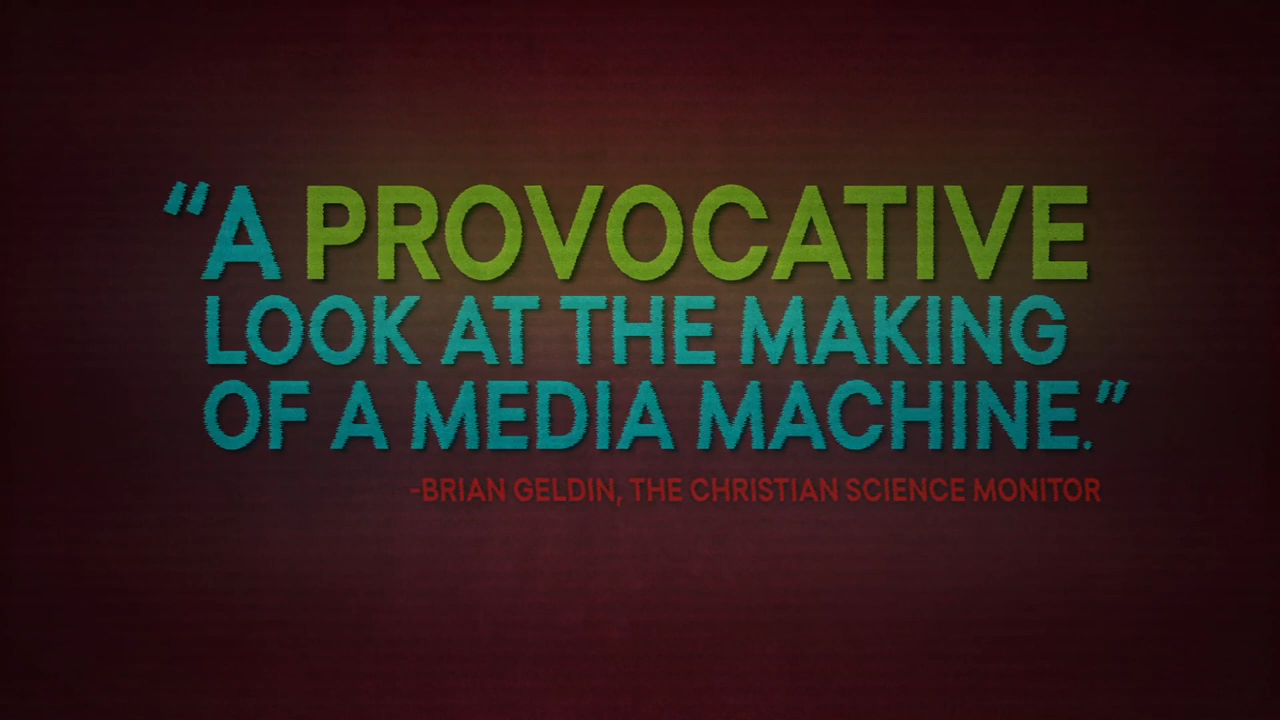 “A PROVOCATIVE
LOOK AT THE MAKING
OF A MEDIA MACHINE.”
-BRIAN GELDIN, THE CHRISTIAN SCIENCE MONITOR